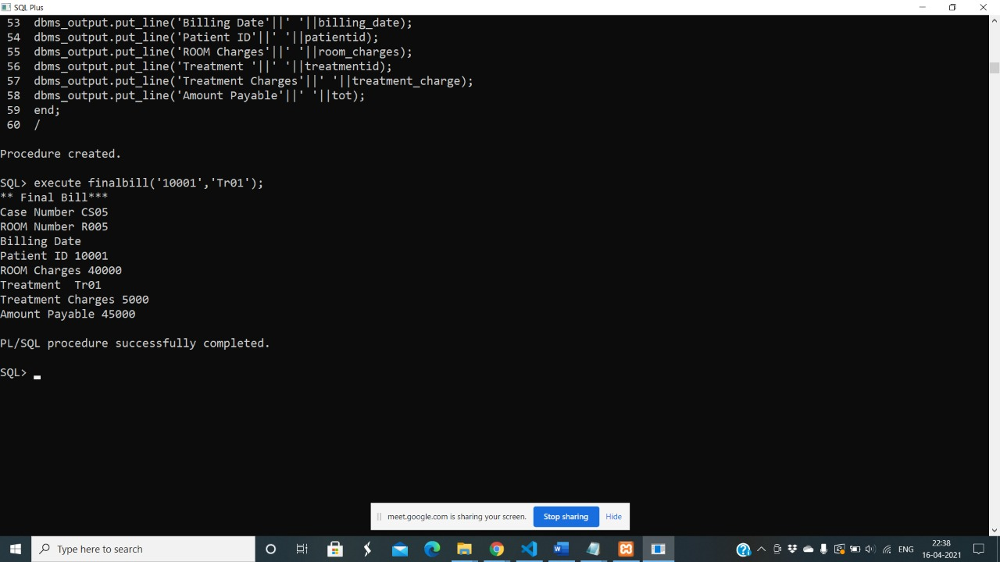 SQL Plus
53 dbms_output.put_line('Billing Date'||' '||billing_date);
54 dbms_output.put_line('Patient ID'||' '||patientid);
55 dbms_output.put_line('ROOM Charges'||' '||room_charges);
56 dbms_output.put_line('Treatment '||' '||treatmentid);
57 dbms_output.put_line('Treatment Charges'||' '||treatment_charge);
58 dbms_output.put_line('Amount Payable'||' '||tot);
59 end;
60 /
Procedure created.
SQL> execute finalbill('10001','Tr01');
** Final Bill***
Case Number CS05
ROOM Number R005
Billing Date
Patient ID 10001
ROOM Charges 40000
Treatment  Tr01
Treatment Charges 5000
Amount Payable 45000
PL/SQL procedure successfully completed.
SQL>
meet.google.com is sharing your screen. Stop sharing Hide
Type here to search
ENG
22:38
16-04-2021